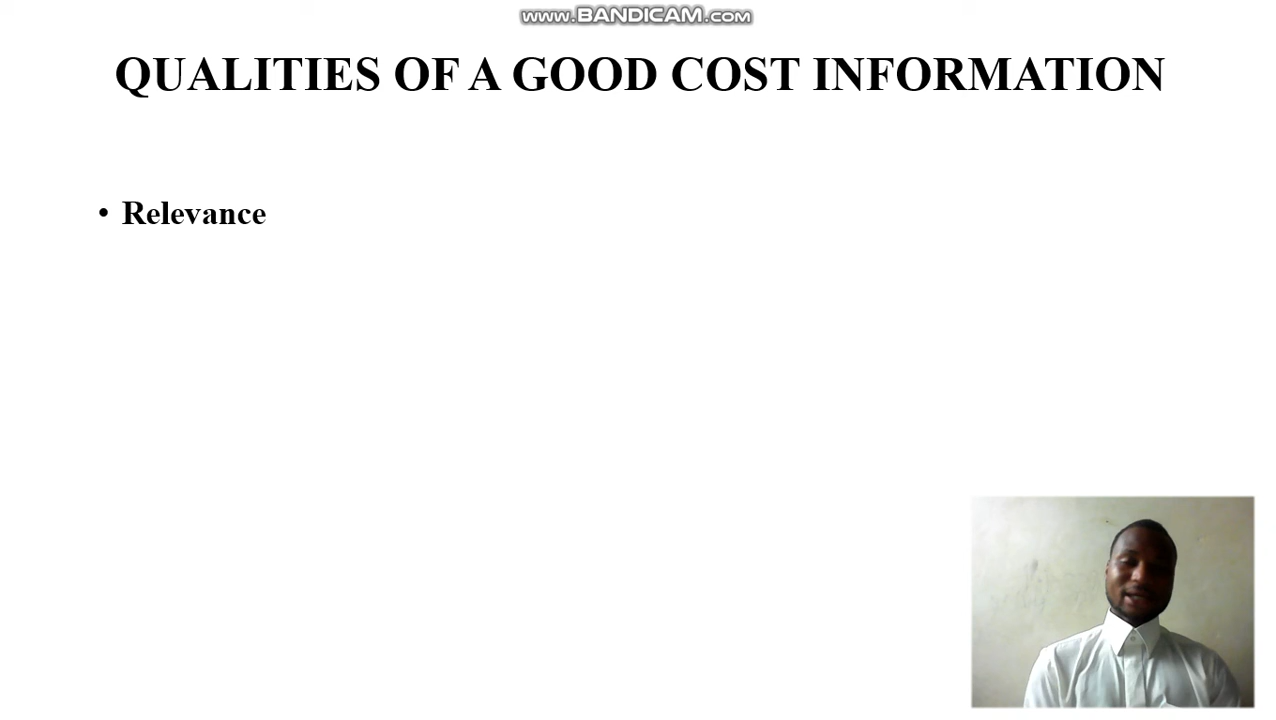 www.BANDICAM.com
QUALITIES OF A GOOD COST INFORMATION
• Relevance